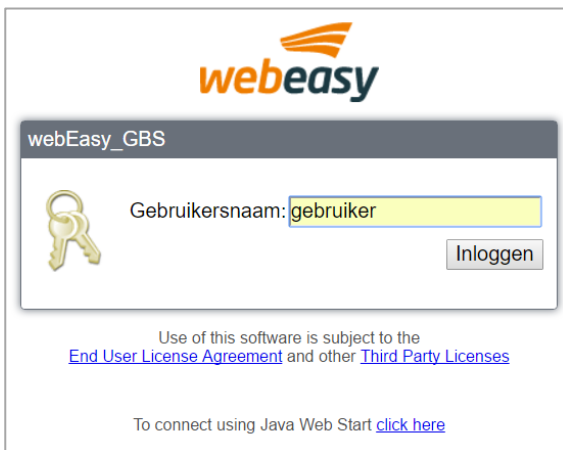 webeasy
webEasy_GBS
Gebruikersnaam: gebruiker
Inloggen
Use of this software is subject to the
End User License Agreement and other Third Party Licenses
To connect using Java Web Start click here